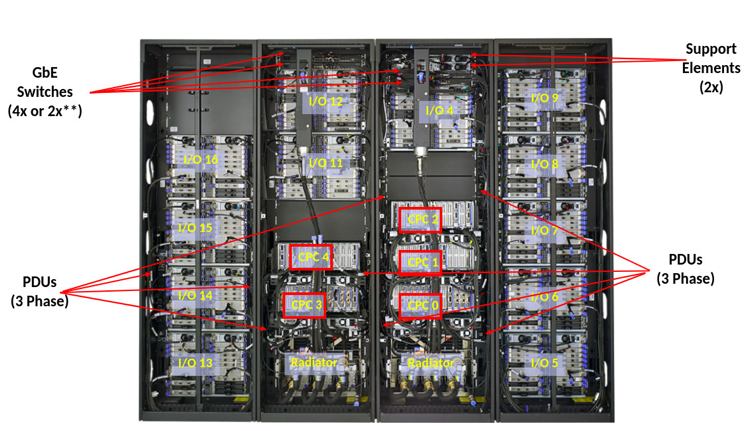 GbE
Switches
(4x or 2x**)
Support
Elements
(2x)
I/O 12
I/O 4
I/O 9
I/O 16
I/O 11
I/O 8
I/O 15
CPC 2
I/O 7
CPC 4
CPC 1
PDUs
(3 Phase)
PDUs
(3 Phase)
I/O 14
CPC 3
CPC 0
I/O 6
I/O 13
Radiator
Radiator
I/O 5